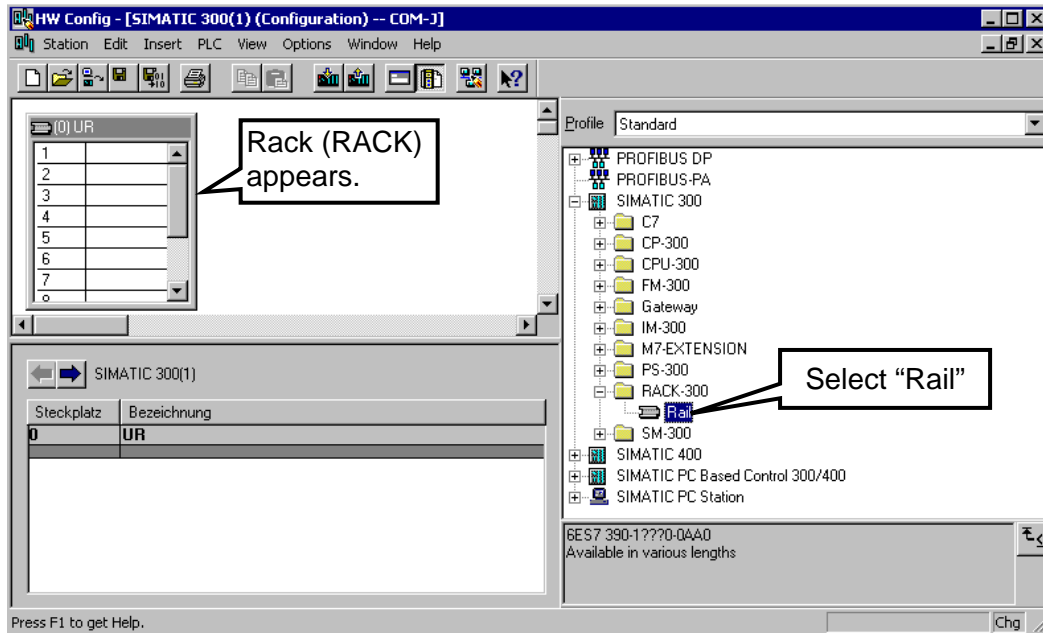 HW Config - [SIMATIC 300(1) (Configuration) -- COM-J]
Station Edit Insert PLC View Options Window Help
(0) UR
1
2
3
4
5
6
7
Rack (RACK)
appears.
Profile Standard
PROFIBUS DP
PROFIBUS-PA
SIMATIC 300
C7
CP-300
CPU-300
FM-300
Gateway
IM-300
M7-EXTENSION
PS-300
RACK-300
Rail
SM-300
SIMATIC 400
SIMATIC PC Based Control 300/400
SIMATIC PC Station
Select “Rail”
SIMATIC 300(1)
Steckplatz Bezeichnung
0 UR
6ES7 390-1???0-0AA0
Available in various lengths
Press F1 to get Help.
Chg